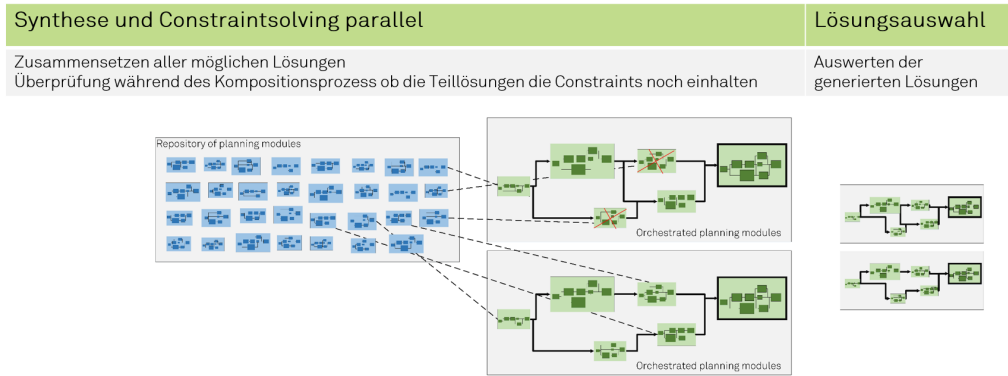 Synthese und Constraintsolving parallel
Lösungsauswahl
Zusammensetzen aller möglichen Lösungen
Überprüfung während des Kompositionsprozess ob die Teillösungen die Constraints noch einhalten
Auswerten der
generierten Lösungen
Repository of planning modules
Orchestrated planning modules
Orchestrated planning modules